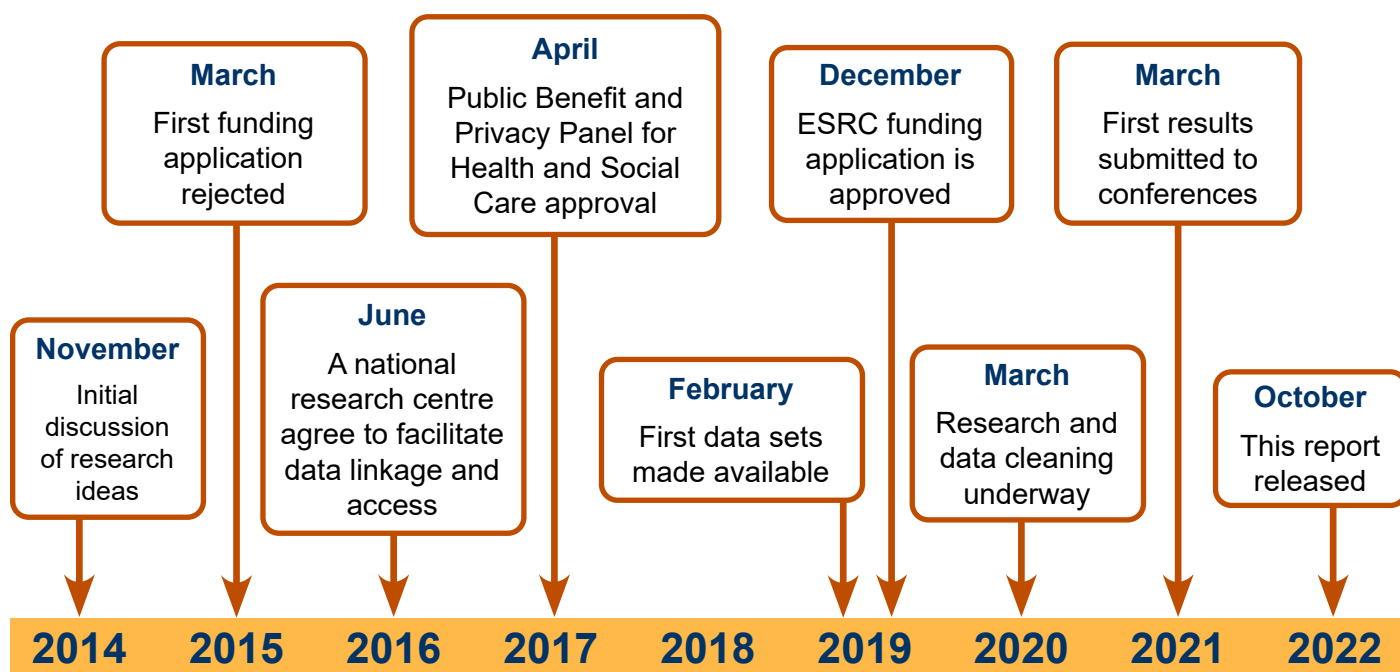 November
Initial
discussion
of research
ideas
March
First funding
application
rejected
June
A national
research centre
agree to facilitate
data linkage and
access
April
Public Benefit and
Privacy Panel for
Health and Social
Care approval
February
First data sets
made available
December
ESRC funding
application is
approved
March
Research and
data cleaning
underway
March
First results
submitted to
conferences
October
This report
released
2014 2015 2016 2017 2018 2019 2020 2021 2022